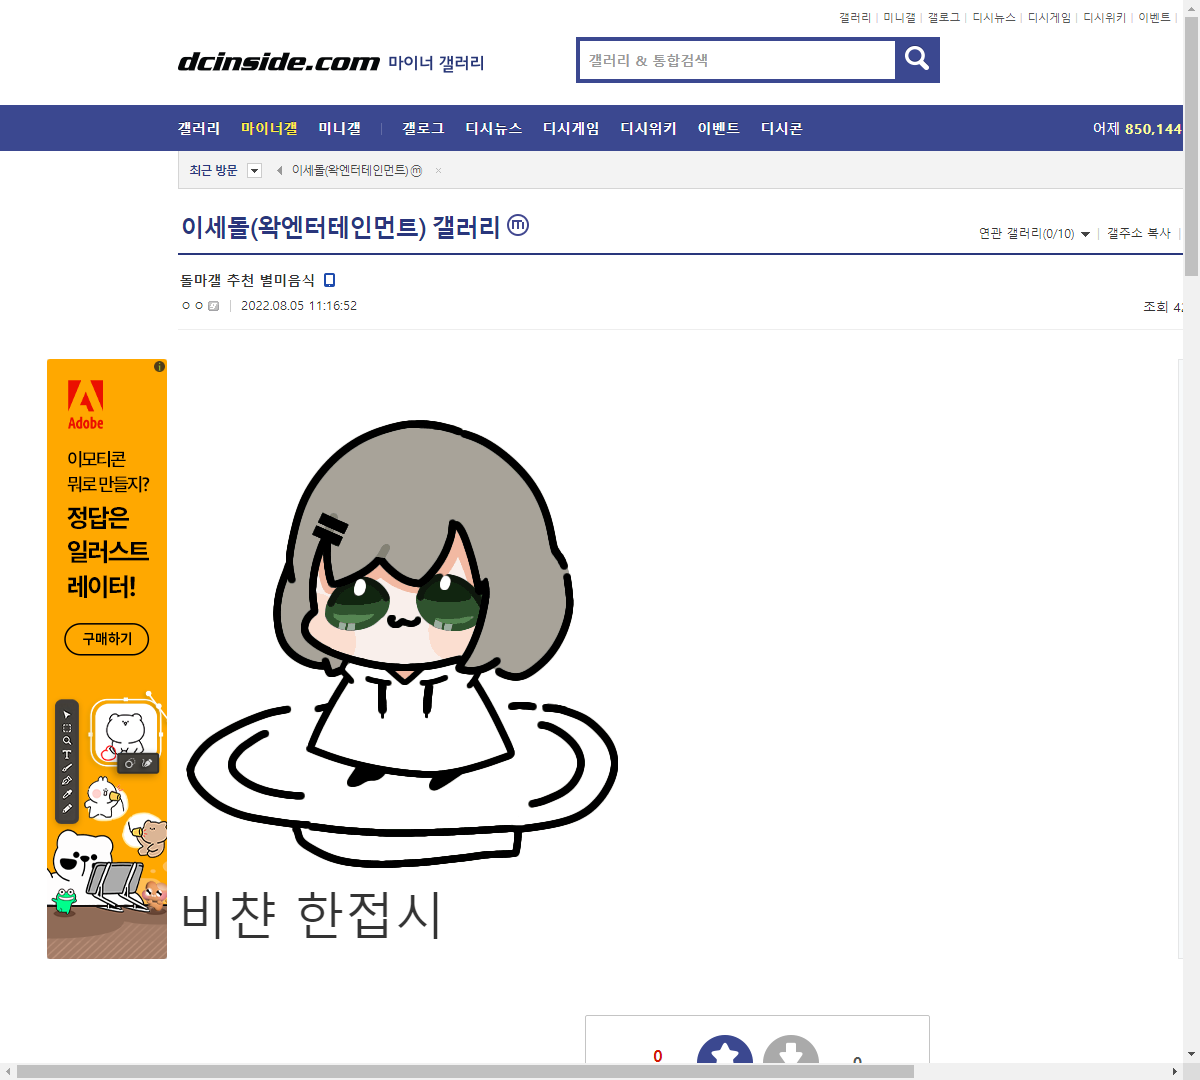 갤러리 미니갤 갤로그 디시뉴스 디시게임 디시위키 이벤트
dcinside.com 마이너 갤러리
갤러리 & 통합검색
갤러리 마이너갤 미니갤 갤로그 디시뉴스 디시게임 디시위키 이벤트 디시콘
어제 850,144
최근 방문 이세돌(왁엔터테인먼트)ⓜ ×
이세돌(왁엔터테인먼트) 갤러리 ⓜ
연관 갤러리(0/10) 갤주소 복사
돌마갤 추천 별미음식
ㅇㅇ 2022.08.05 11:16:52
조회 42
Adobe
이모티콘
뭐로 만들지?
정답은
일러스트
레이터!
구매하기
비챤 한접시
0 0